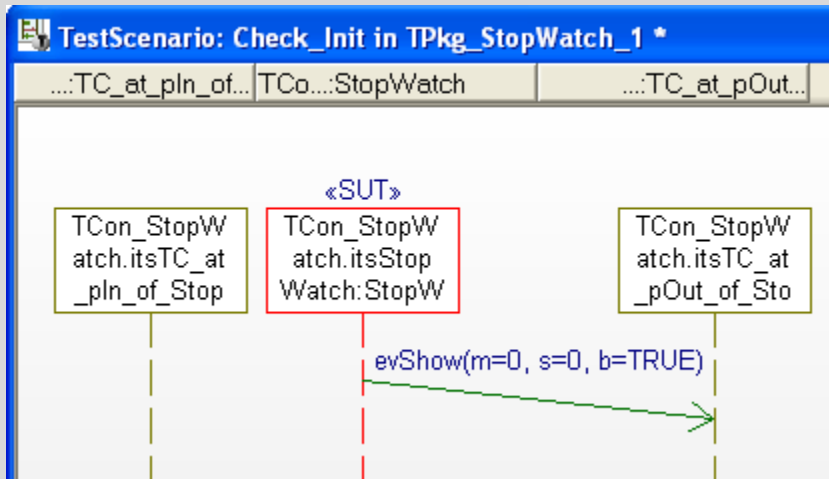 TestScenario: Check_Init in TPkg_StopWatch_1 *
...:TC_at_pIn_of... TCo...:StopWatch ...:TC_at_pOut...
«SUT»
TCon_StopW
atch.itsTC_at
_pIn_of_Stop
TCon_StopW
atch.itsStop
Watch:StopW
TCon_StopW
atch.itsTC_at
_pOut_of_Sto
evShow(m=0, s=0, b=TRUE)